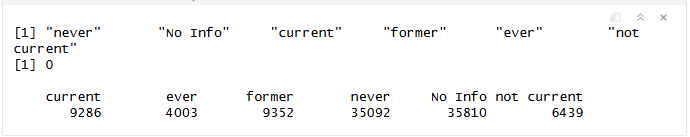 [1] "never" "No Info" "current" "former" "ever" "not
current"
[1] 0
current ever former never No Info not current
9286 4003 9352 35092 35810 6439